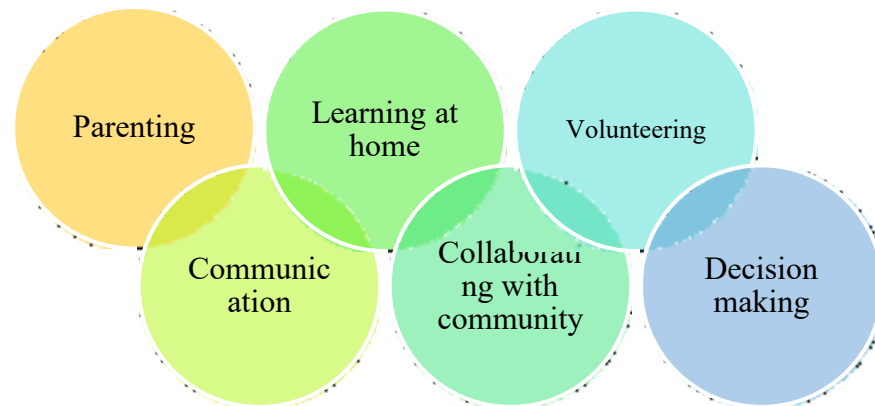 Parenting
Learning at
home
Volunteering
Communic
ation
Collaborati
ng with
community
Decision
making